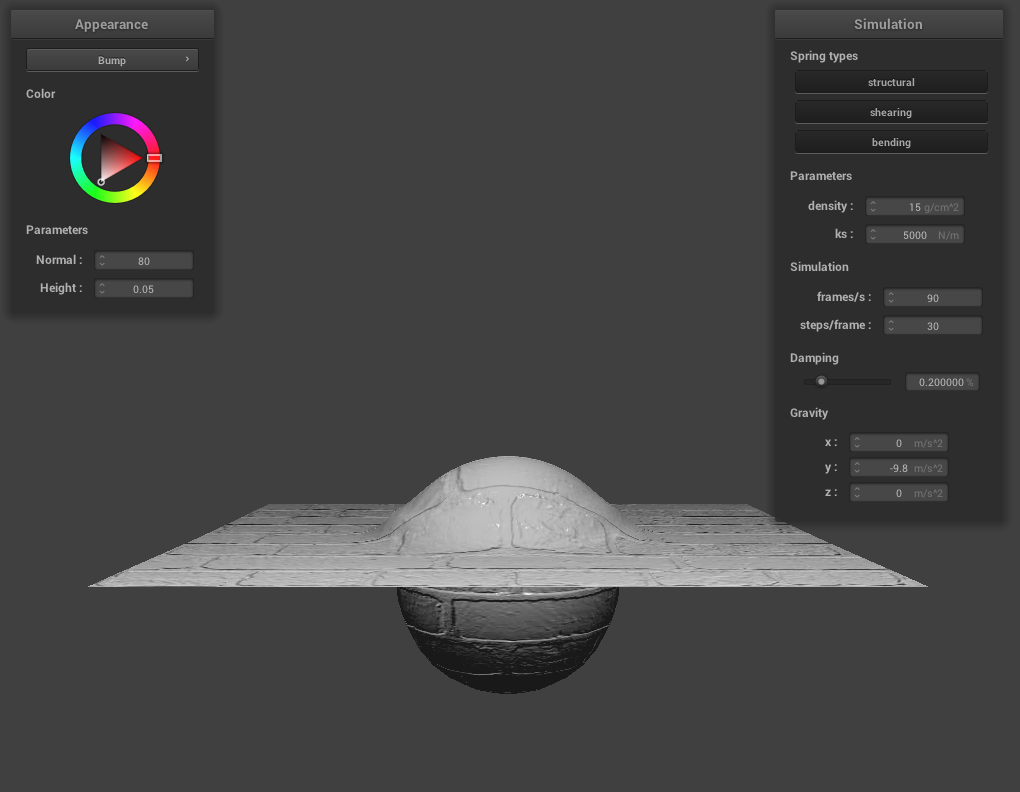 Appearance
Bump ›
Color
Parameters
Normal : 80
Height : 0.05
Simulation
Spring types
structural
shearing
bending
Parameters
density : 15 g/cm^2
ks : 5000 N/m
Simulation
frames/s : 90
steps/frame : 30
Damping
0.200000 %
Gravity
x : 0 m/s^2
y : -9.8 m/s^2
z : 0 m/s^2